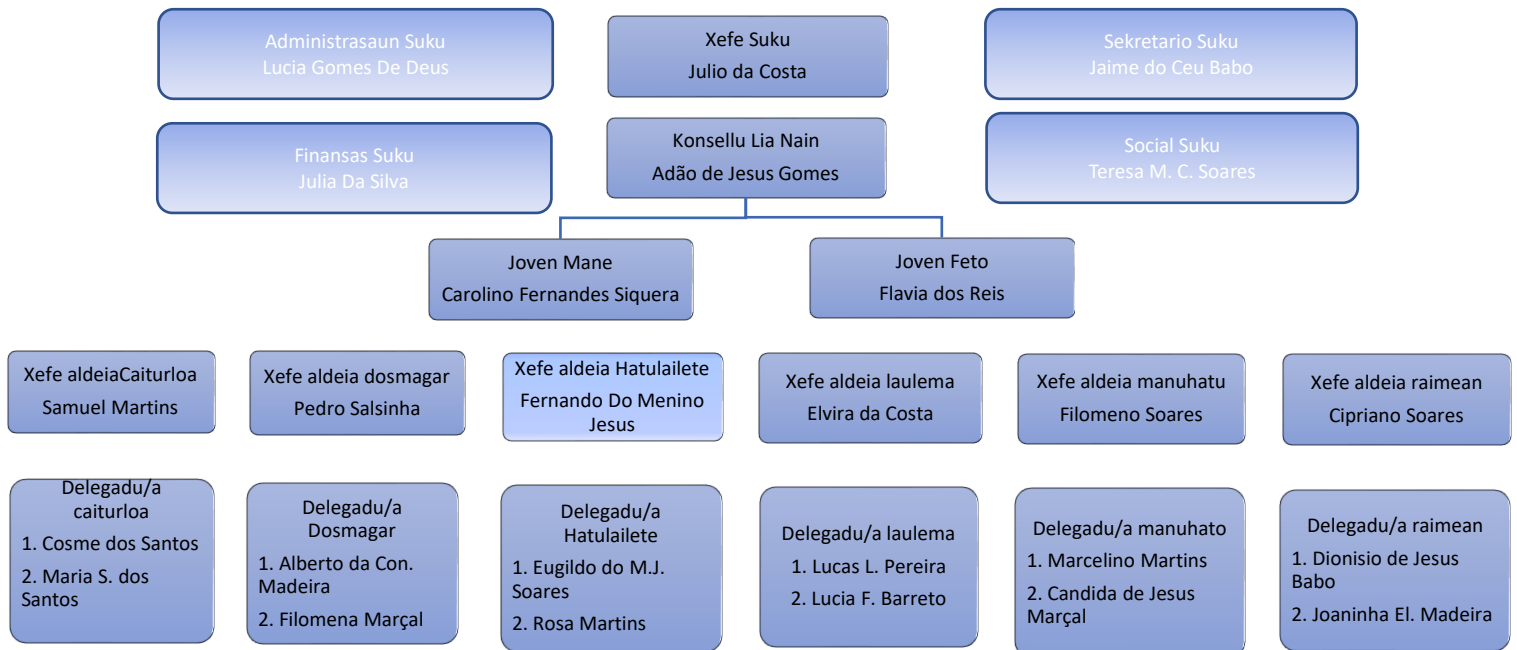 Administrasaun Suku
Lucia Gomes De Deus
Xefe Suku
Julio da Costa
Sekretario Suku
Jaime do Ceu Babo
Finansas Suku
Julia Da Silva
Konsellu Lia Nain
Adão de Jesus Gomes
Social Suku
Teresa M. C. Soares
Joven Mane
Carolino Fernandes Siquera
Joven Feto
Flavia dos Reis
Xefe aldeiaCaiturloa
Samuel Martins
Xefe aldeia dosmagar
Pedro Salsinha
Xefe aldeia Hatulailete
Fernando Do Menino
Jesus
Xefe aldeia laulema
Elvira da Costa
Xefe aldeia manuhatu
Filomeno Soares
Xefe aldeia raimean
Cipriano Soares
Delegadu/a
caiturloa
1. Cosme dos Santos
2. Maria S. dos
Santos
Delegadu/a
Dosmagar
1. Alberto da Con.
Madeira
2. Filomena Marçal
Delegadu/a
Hatulailete
1. Eugildo do M.J.
Soares
2. Rosa Martins
Delegadu/a laulema
1. Lucas L. Pereira
2. Lucia F. Barreto
Delegadu/a manuhato
1. Marcelino Martins
2. Candida de Jesus
Marçal
Delegadu/a raimean
1. Dionisio de Jesus
Babo
2. Joaninha El. Madeira